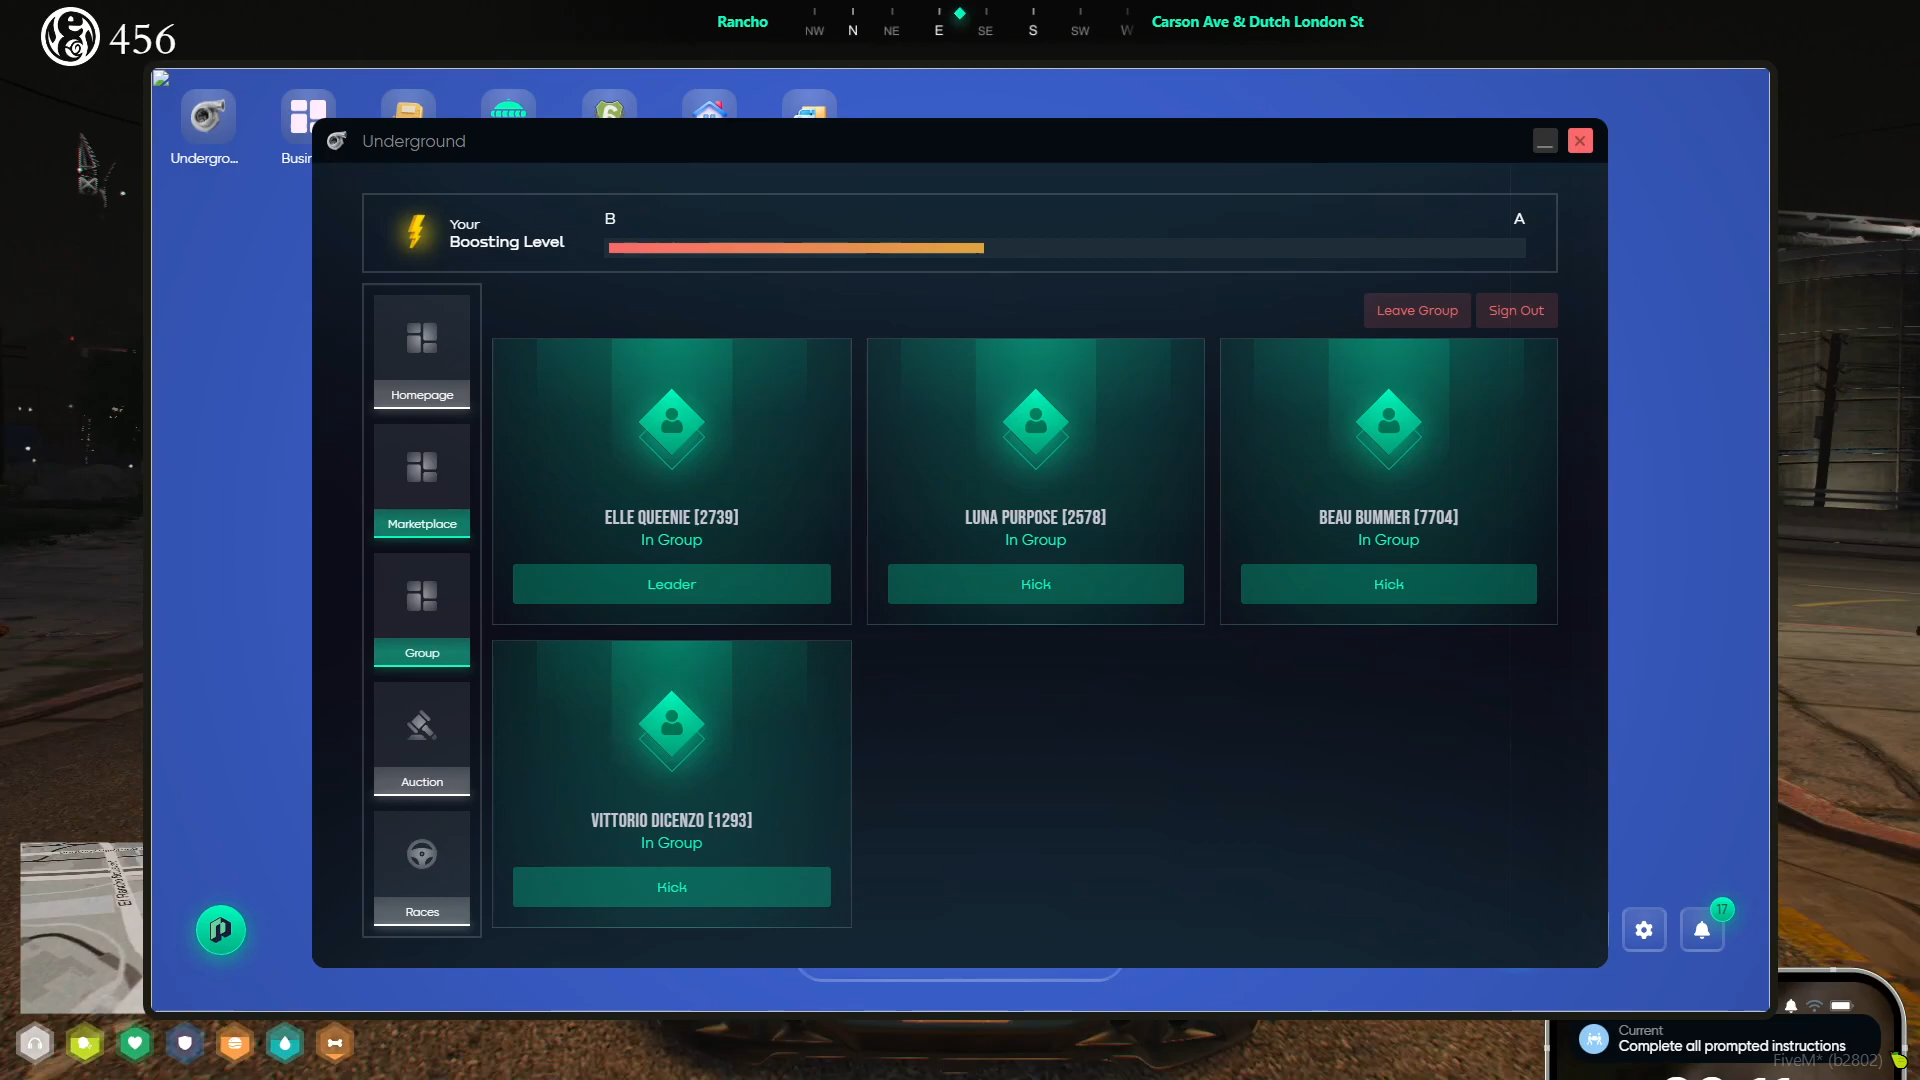 456
Rancho
NW N NE E SE S SW W
Carson Ave & Dutch London St
Undergro...
Busin
Underground
Your
Boosting Level
B
A
Leave Group
Sign Out
Homepage
Marketplace
Group
Auction
Races
ELLE QUEENIE [2739]
In Group
Leader
LUNA PURPOSE [2578]
In Group
Kick
BEAU BUMMER [7704]
In Group
Kick
VITTORIO DICENZO [1293]
In Group
Kick
17
Current
Complete all prompted instructions
FiveM* (b2802)